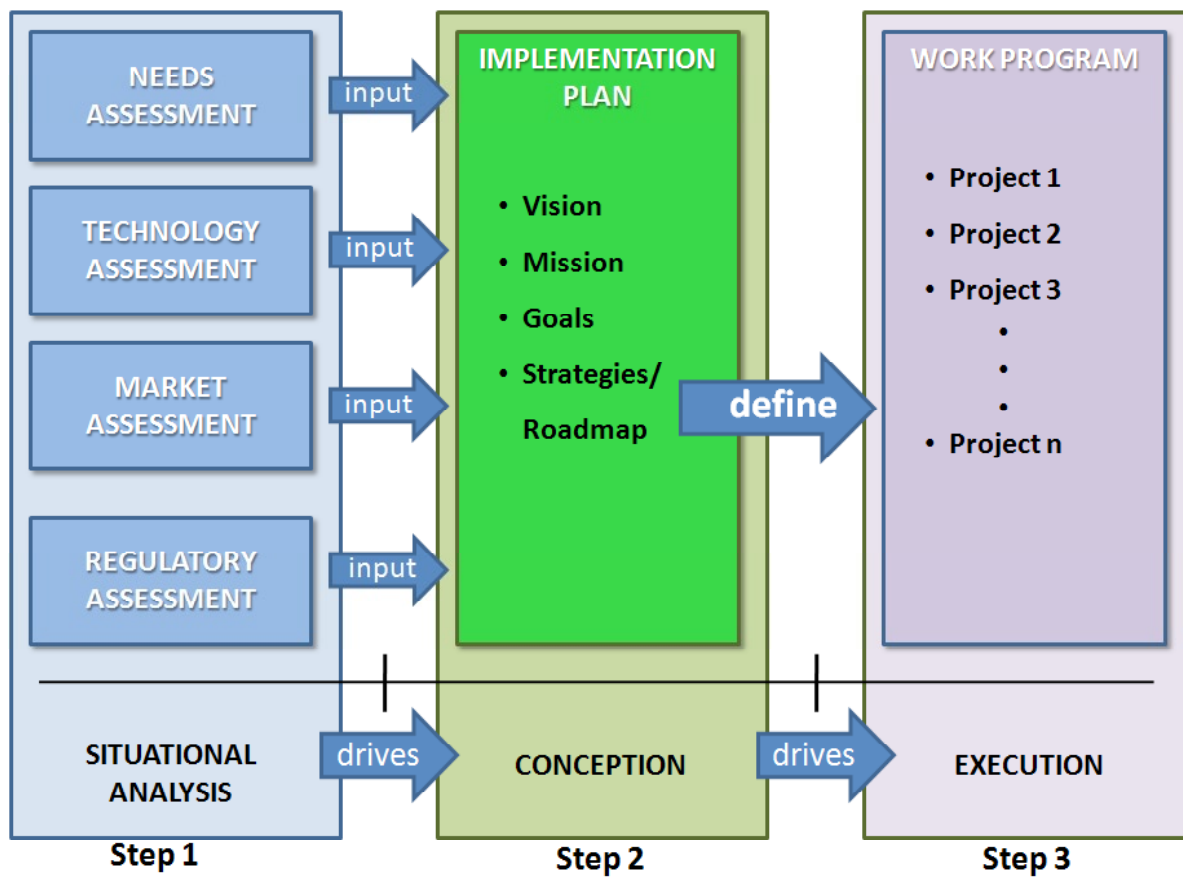 NEEDS
ASSESSMENT
input
TECHNOLOGY
ASSESSMENT
input
MARKET
ASSESSMENT
input
REGULATORY
ASSESSMENT
input
IMPLEMENTATION
PLAN
• Vision
• Mission
• Goals
• Strategies/
Roadmap
define
WORK PROGRAM
• Project 1
• Project 2
• Project 3
•
•
•
• Project n
SITUATIONAL
ANALYSIS
drives
CONCEPTION
drives
EXECUTION
Step 1
Step 2
Step 3